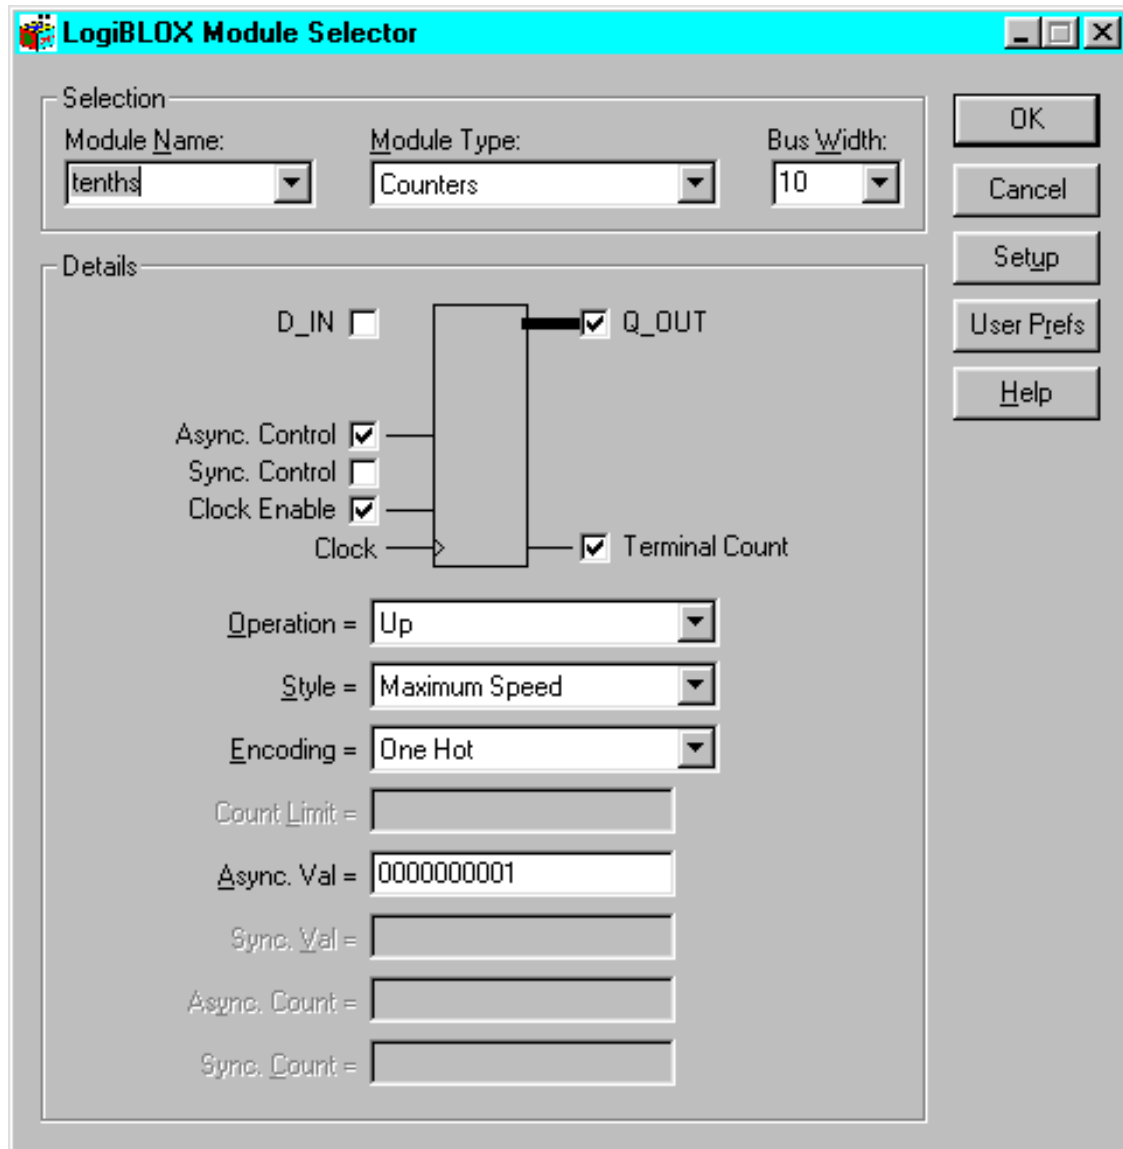 LogiBLOX Module Selector
Selection
Module Name: Module Type: Bus Width:
tenths Counters 10
OK
Cancel
Setup
User Prefs
Help
Details
D_IN Q_OUT
Async. Control
Sync. Control
Clock Enable
Clock Terminal Count
Operation = Up
Style = Maximum Speed
Encoding = One Hot
Count Limit =
Async. Val = 0000000001
Sync. Val =
Async. Count =
Sync. Count =